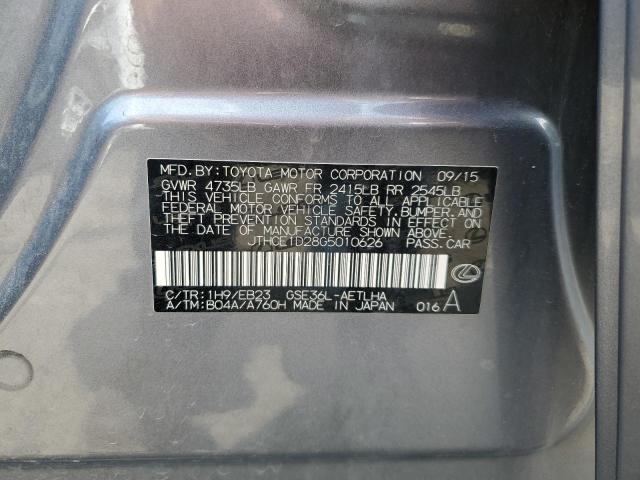 MFD.BY:TOYOTA MOTOR CORPORATION 09/15
GVWR 4735LB GAWR FR 2415LB RR 2545LB
THIS VEHICLE CONFORMS TO ALL APPLICABLE
FEDERAL MOTOR VEHICLE SAFETY,BUMPER,AND
THEFT PREVENTION STANDARDS IN EFFECT ON
THE DATE OF MANUFACTURE SHOWN ABOVE.
JTHCE1D28G5010626 PASS.CAR
C/TR:1H9/EB23 GSE36L-AETLHA
A/TM:B04A/A760H MADE IN JAPAN 016 A